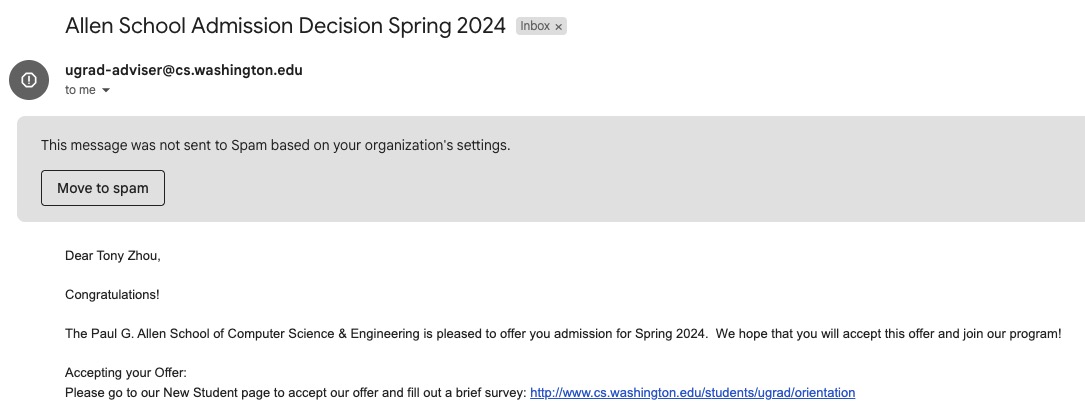 Allen School Admission Decision Spring 2024 Inbox ×
ugrad-adviser@cs.washington.edu
to me
This message was not sent to Spam based on your organization's settings.
Move to spam
Dear Tony Zhou,
Congratulations!
The Paul G. Allen School of Computer Science & Engineering is pleased to offer you admission for Spring 2024.  We hope that you will accept this offer and join our program!
Accepting your Offer:
Please go to our New Student page to accept our offer and fill out a brief survey: http://www.cs.washington.edu/students/ugrad/orientation